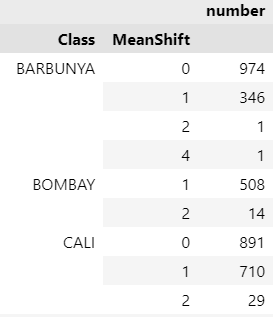 number
Class MeanShift
BARBUNYA 0 974
1 346
2 1
4 1
BOMBAY 1 508
2 14
CALI 0 891
1 710
2 29